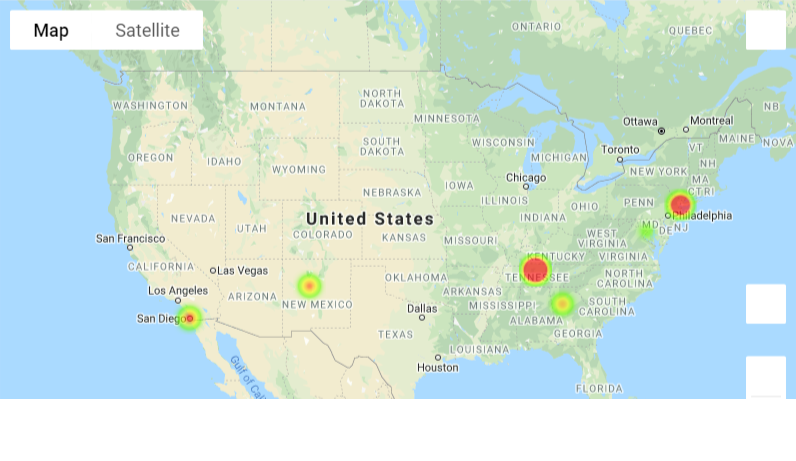 Map Satellite
ONTARIO
QUEBEC
WASHINGTON
MONTANA
NORTH
DAKOTA
MINNESOTA
Ottawa
Montreal
NB
MAINE
NOVA
OREGON
IDAHO
SOUTH
DAKOTA
WISCONSIN
MICHIGAN
Toronto
VT
NH
WYOMING
Chicago
NEW YORK
MA
CT RI
NEBRASKA
IOWA
ILLINOIS
INDIANA
OHIO
PENN
NEVADA
United States
Philadelphia
UTAH
COLORADO
KANSAS
MISSOURI
WEST
VIRGINIA
MD
DE
NJ
San Francisco
CALIFORNIA
Las Vegas
KENTUCKY
VIRGINIA
Los Angeles
ARIZONA
NEW MEXICO
OKLAHOMA
ARKANSAS
TENNESSEE
NORTH
CAROLINA
San Diego
Dallas
MISSISSIPPI
ALABAMA
SOUTH
CAROLINA
GEORGIA
TEXAS
LOUISIANA
Houston
Gulf of Cali
FLORIDA